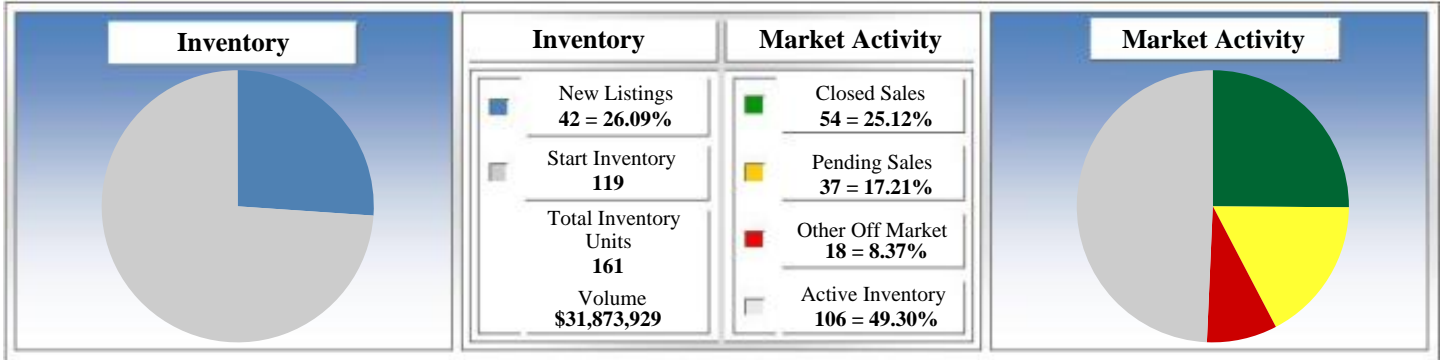 Inventory
Inventory
Market Activity
New Listings
42 = 26.09%
Start Inventory
119
Total Inventory
Units
161
Volume
$31,873,929
Closed Sales
54 = 25.12%
Pending Sales
37 = 17.21%
Other Off Market
18 = 8.37%
Active Inventory
106 = 49.30%
Market Activity